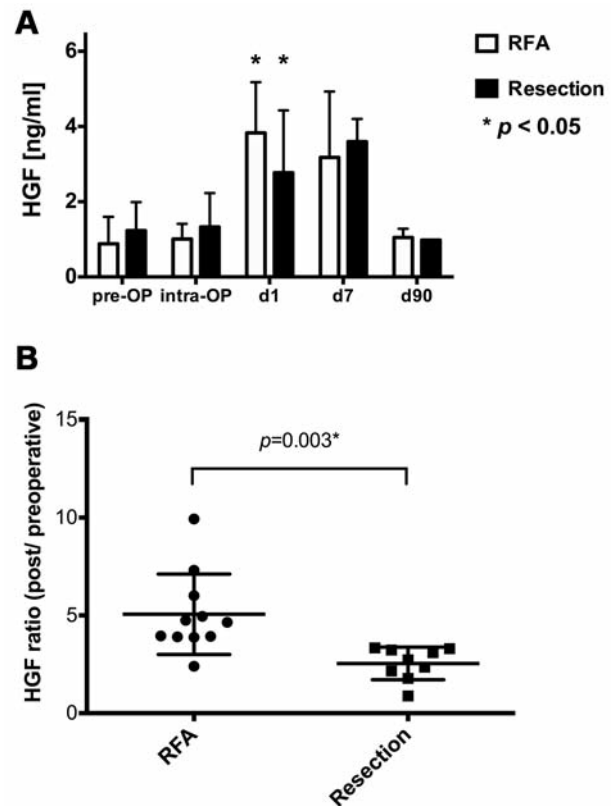 A
HGF [ng/ml]
6
4
2
0
* *
pre-OP intra-OP d1 d7 d90
RFA
Resection
* p < 0.05
B
HGF ratio (post/ preoperative)
15
10
5
0
p=0.003*
RFA
Resection